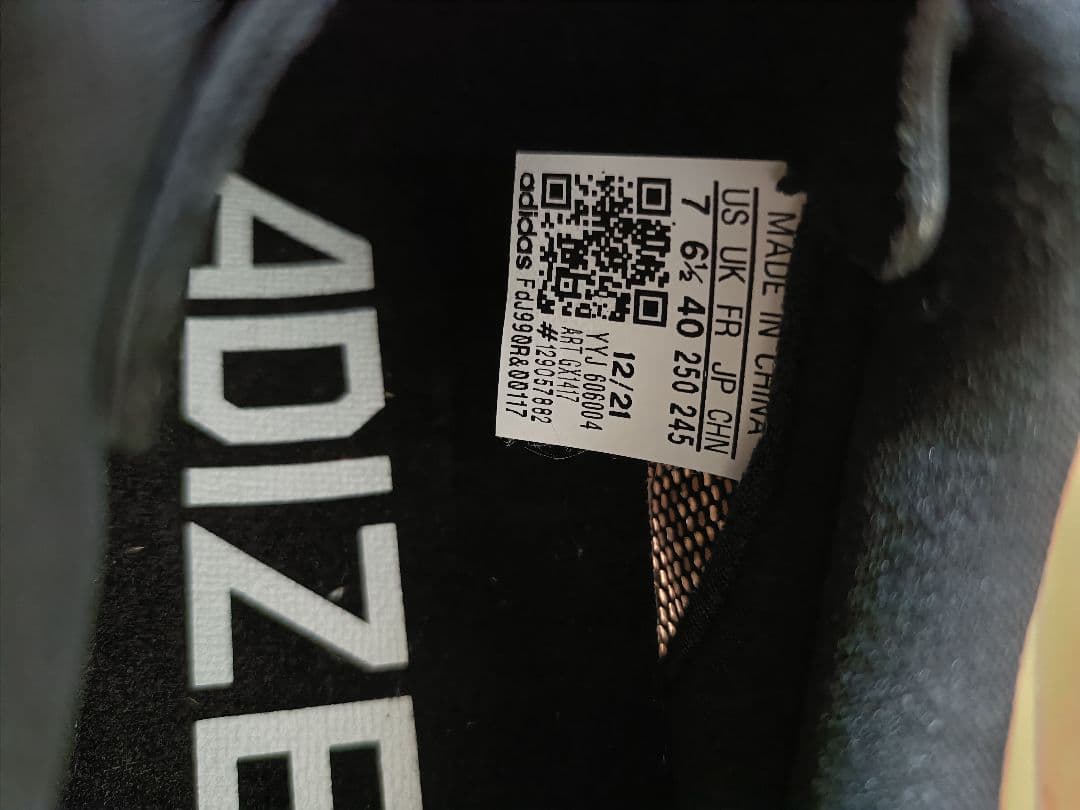 ADIZE
MADE IN CHINA
US UK FR JP CHN
7 6½ 40 250 245
12/21
YYJ 606004
ART GX1417
#129057882
adidas FdJ99QR&00117